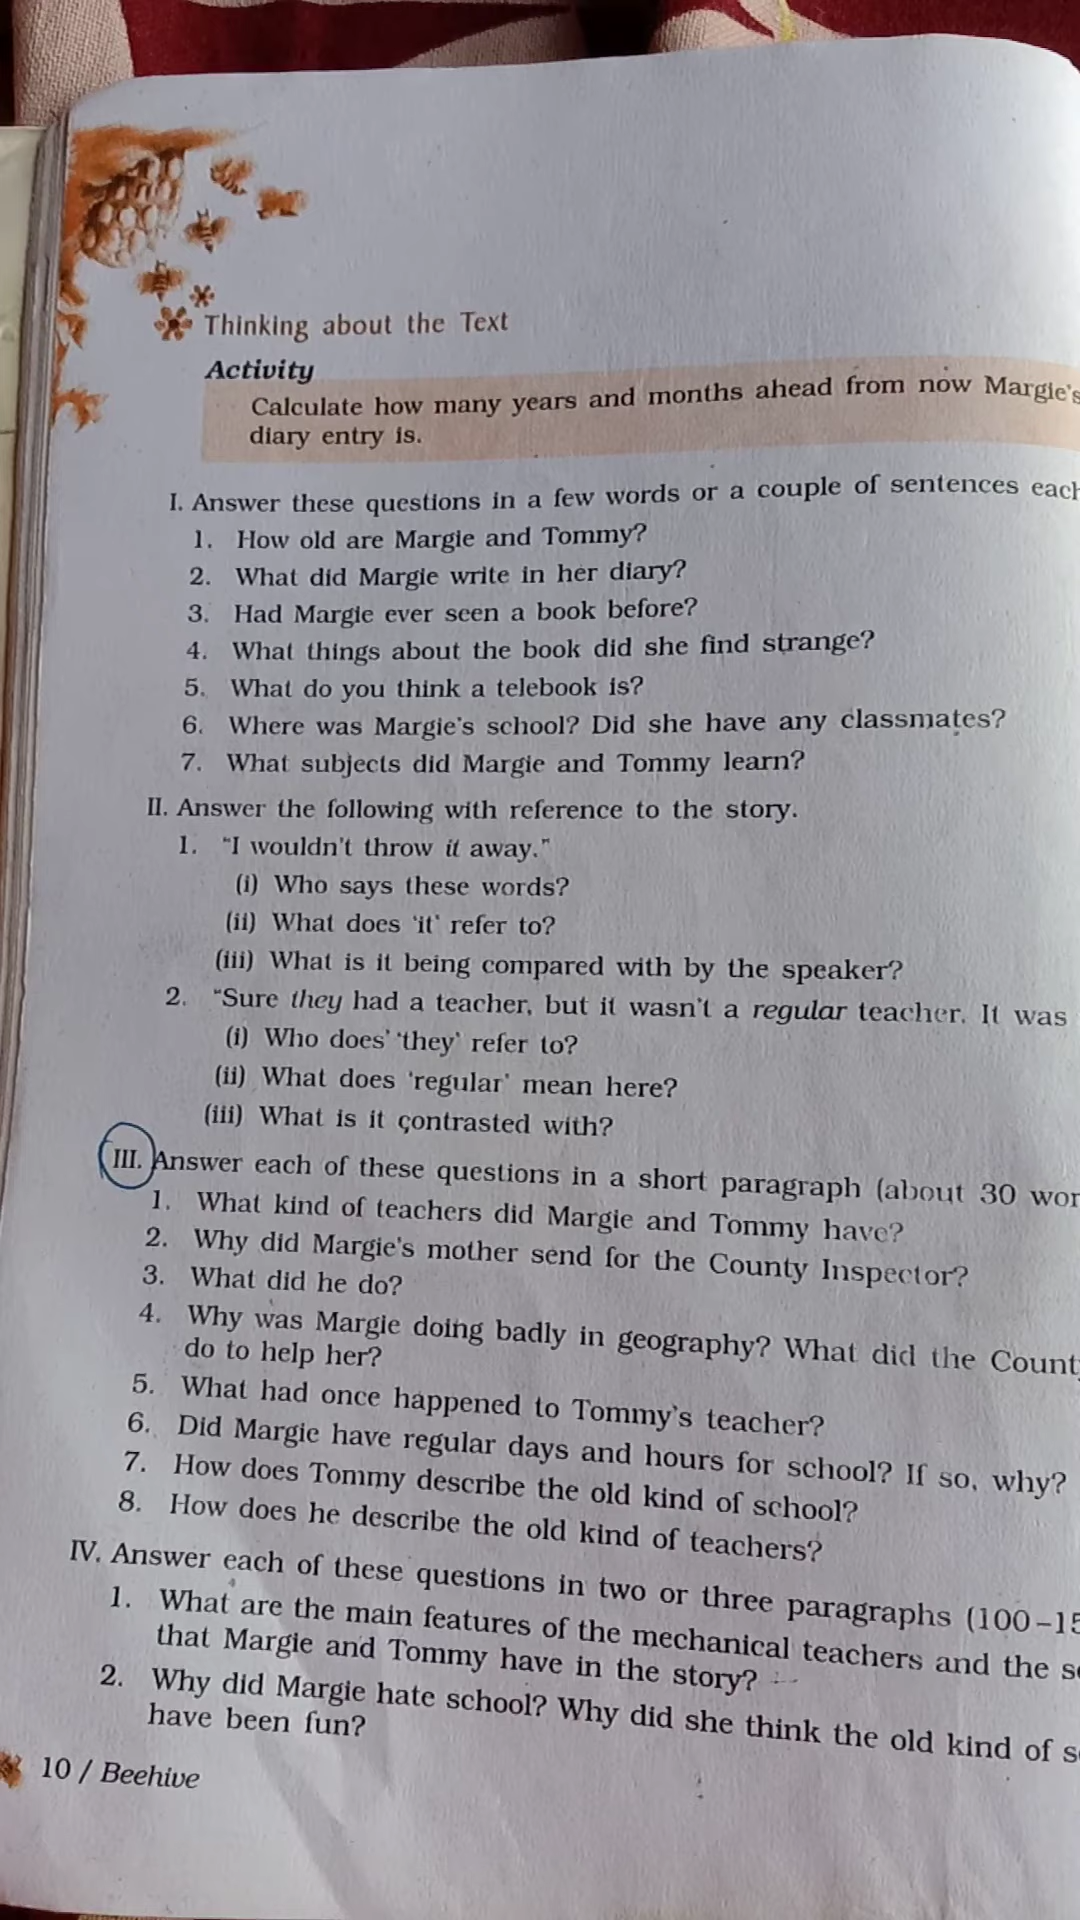 Thinking about the Text
Activity
Calculate how many years and months ahead from now Margie's
diary entry is.
I. Answer these questions in a few words or a couple of sentences each
1. How old are Margie and Tommy?
2. What did Margie write in her diary?
3. Had Margie ever seen a book before?
4. What things about the book did she find strange?
5. What do you think a telebook is?
6. Where was Margie's school? Did she have any classmates?
7. What subjects did Margie and Tommy learn?
II. Answer the following with reference to the story.
1. “I wouldn't throw it away.”
(i) Who says these words?
(ii) What does ‘it’ refer to?
(iii) What is it being compared with by the speaker?
2. “Sure they had a teacher, but it wasn't a regular teacher. It was
(i) Who does ‘they’ refer to?
(ii) What does ‘regular’ mean here?
(iii) What is it contrasted with?
III. Answer each of these questions in a short paragraph (about 30
1. What kind of teachers did Margie and Tommy have?
2. Why did Margie's mother send for the County Inspector?
3. What did he do?
4. Why was Margie doing badly in geography? What did the
do to help her?
5. What had once happened to Tommy's teacher?
6. Did Margie have regular days and hours for school? If so, why?
7. How does Tommy describe the old kind of school?
8. How does he describe the old kind of teachers?
IV. Answer each of these questions in two or three paragraphs (100–15
1. What are the main features of the mechanical teachers and the
that Margie and Tommy have in the story?
2. Why did Margie hate school? Why did she think the old kind of
have been fun?
10 / Beehive